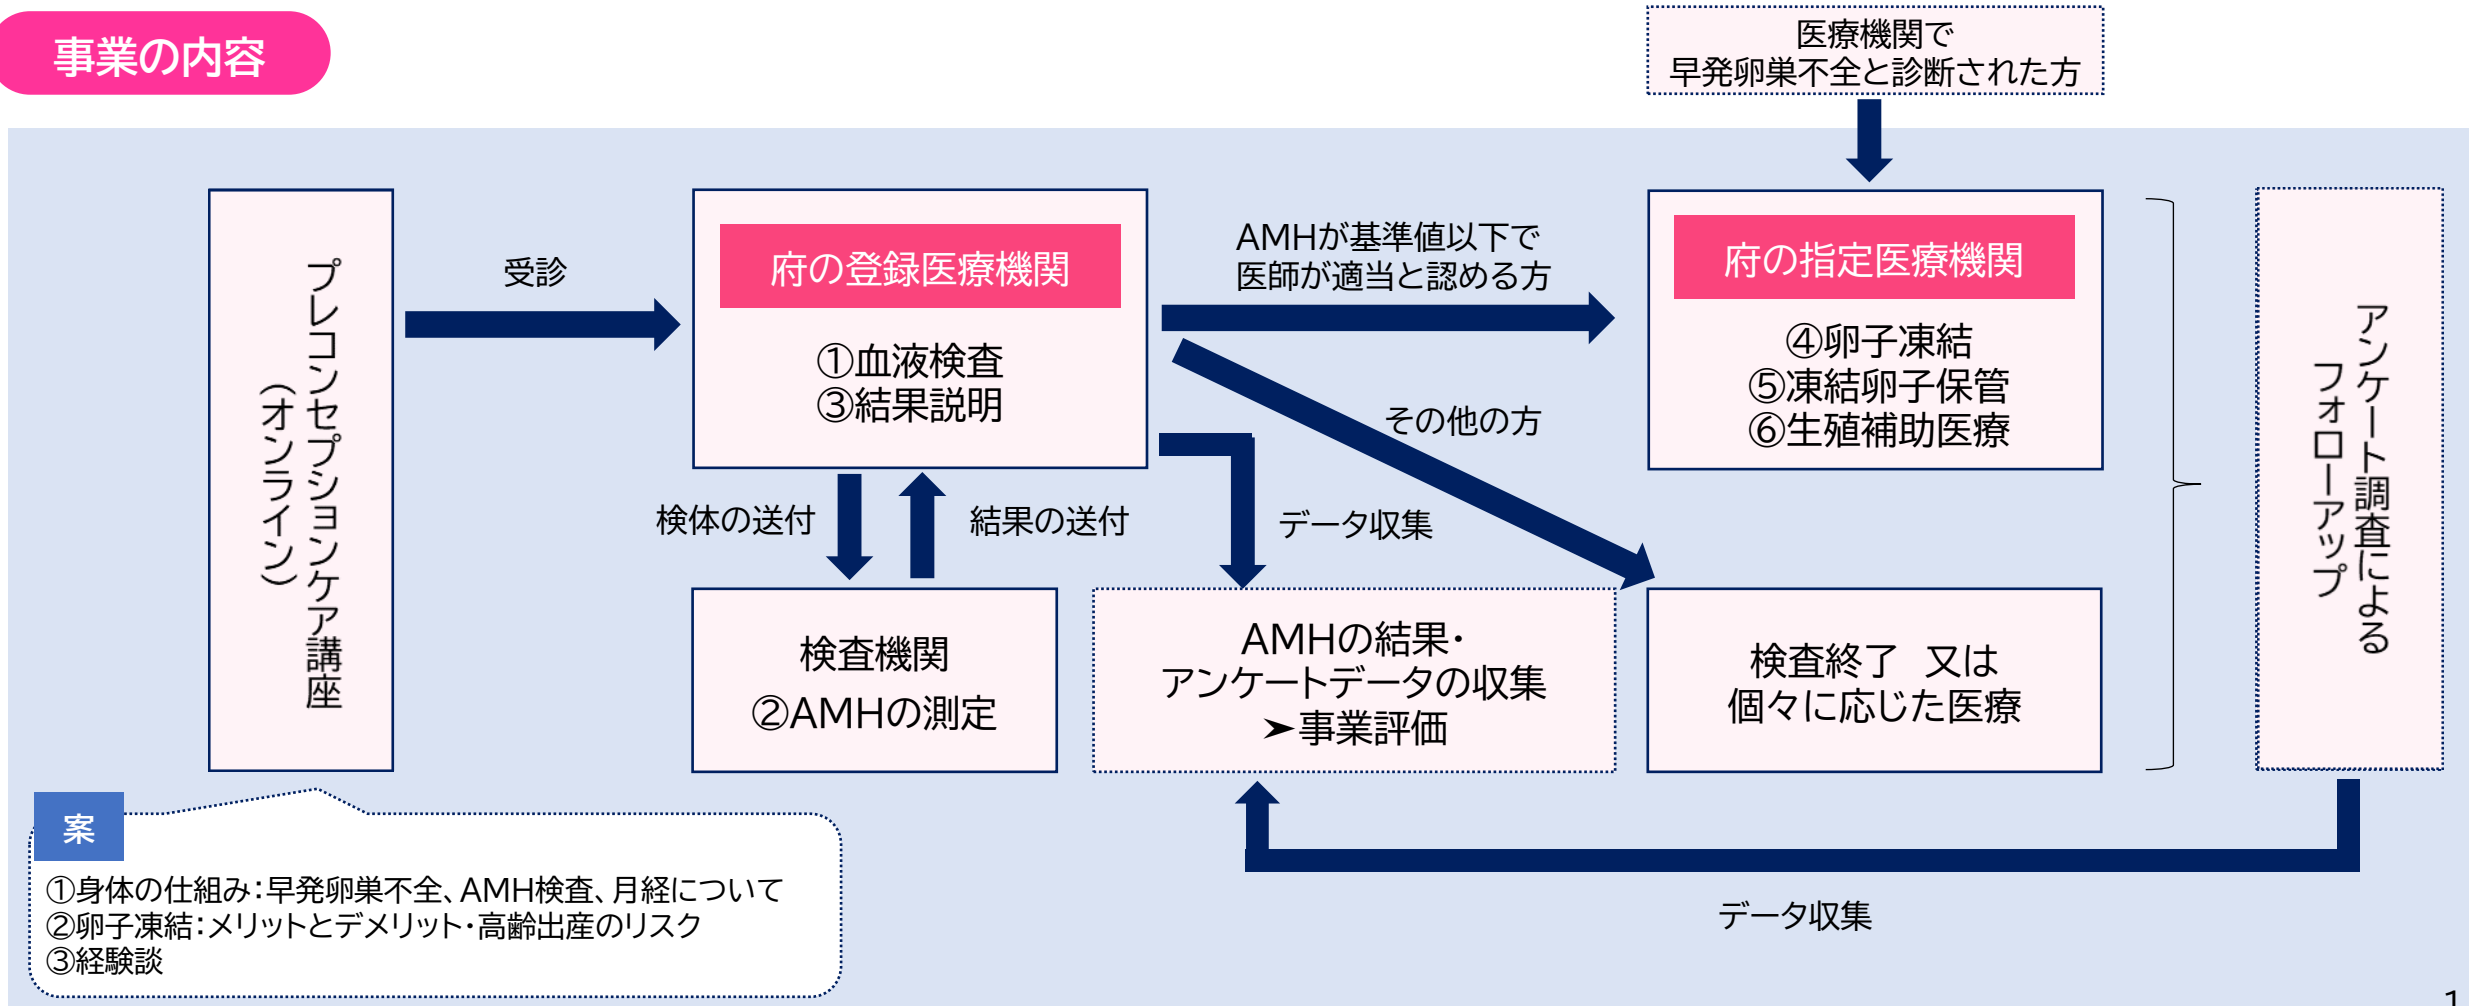 事業の内容
医療機関で
早発卵巣不全と診断された方
プレコンセプションケア講座
（オンライン）
受診
府の登録医療機関
①血液検査
③結果説明
AMHが基準値以下で
医師が適当と認める方
府の指定医療機関
④卵子凍結
⑤凍結卵子保管
⑥生殖補助医療
アンケート調査による
フォローアップ
その他の方
検体の送付
結果の送付
データ収集
検査機関
②AMHの測定
AMHの結果・
アンケートデータの収集
➤事業評価
検査終了　又は
個々に応じた医療
案
①身体の仕組み：早発卵巣不全、AMH検査、月経について
②卵子凍結：メリットとデメリット・高齢出産のリスク
③経験談
データ収集
1